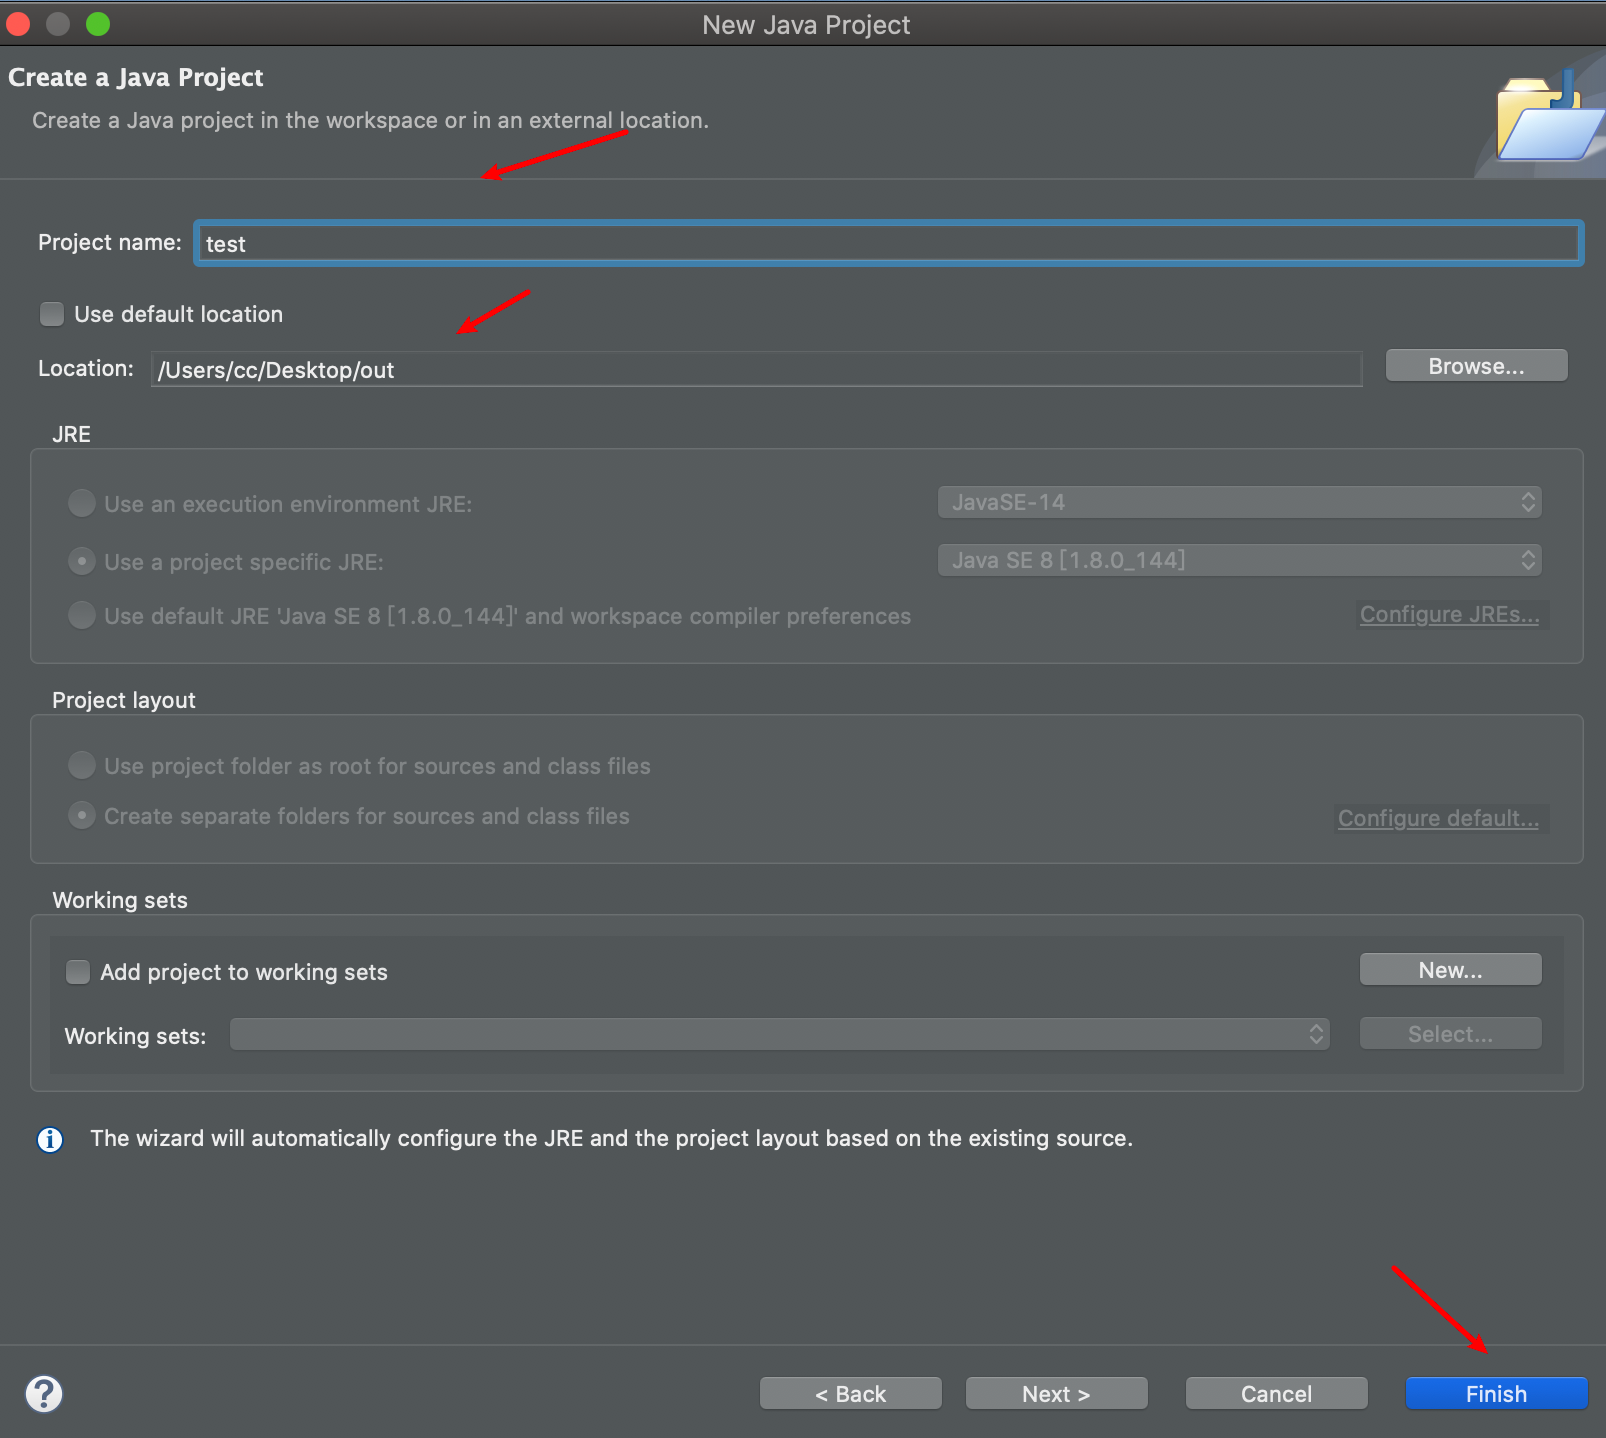 New Java Project
Create a Java Project
Create a Java project in the workspace or in an external location.
Project name: test
Use default location
Location: /Users/cc/Desktop/out Browse...
JRE
Use an execution environment JRE: JavaSE-14
Use a project specific JRE: Java SE 8 [1.8.0_144]
Use default JRE 'Java SE 8 [1.8.0_144]' and workspace compiler preferences Configure JREs...
Project layout
Use project folder as root for sources and class files
Create separate folders for sources and class files Configure default...
Working sets
Add project to working sets New...
Working sets: Select...
The wizard will automatically configure the JRE and the project layout based on the existing source.
? < Back Next > Cancel Finish